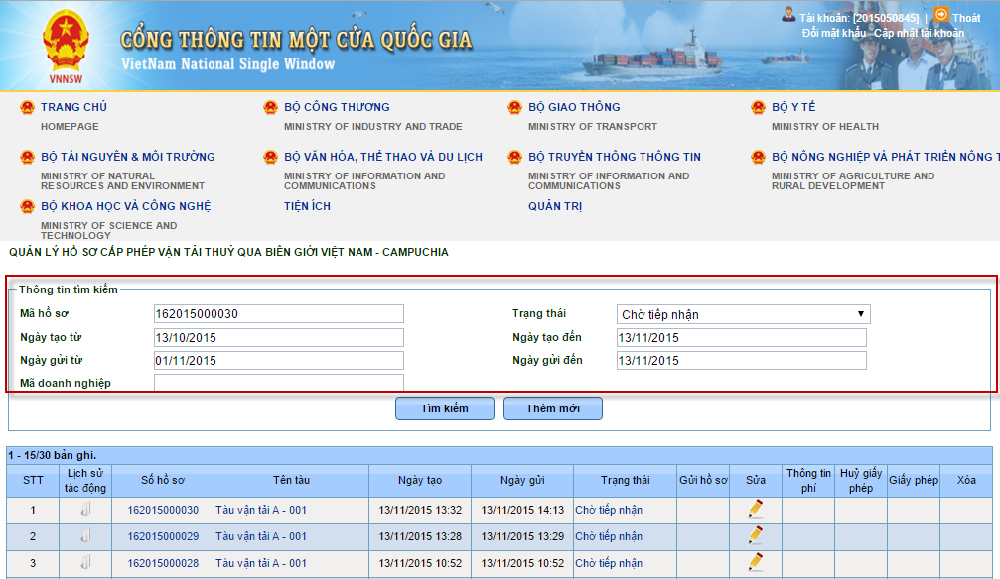 Tài khoản: [2015050845] | Thoát
Đổi mật khẩu Cập nhật tài khoản
CỔNG THÔNG TIN MỘT CỬA QUỐC GIA
VietNam National Single Window
VNNSW
TRANG CHỦ
HOMEPAGE
BỘ CÔNG THƯƠNG
MINISTRY OF INDUSTRY AND TRADE
BỘ GIAO THÔNG
MINISTRY OF TRANSPORT
BỘ Y TẾ
MINISTRY OF HEALTH
BỘ TÀI NGUYÊN & MÔI TRƯỜNG
MINISTRY OF NATURAL
RESOURCES AND ENVIRONMENT
BỘ VĂN HÓA, THỂ THAO VÀ DU LỊCH
MINISTRY OF INFORMATION AND
COMMUNICATIONS
BỘ TRUYỀN THÔNG THÔNG TIN
MINISTRY OF INFORMATION AND
COMMUNICATIONS
BỘ NÔNG NGHIỆP VÀ PHÁT TRIỂN NÔNG T
MINISTRY OF AGRICULTURE AND
RURAL DEVELOPMENT
BỘ KHOA HỌC VÀ CÔNG NGHỆ
MINISTRY OF SCIENCE AND
TECHNOLOGY
TIỆN ÍCH
QUẢN TRỊ
QUẢN LÝ HỒ SƠ CẤP PHÉP VẬN TẢI THUỶ QUA BIÊN GIỚI VIỆT NAM - CAMPUCHIA
Thông tin tìm kiếm
Mã hồ sơ 162015000030 Trạng thái Chờ tiếp nhận
Ngày tạo từ 13/10/2015 Ngày tạo đến 13/11/2015
Ngày gửi từ 01/11/2015 Ngày gửi đến 13/11/2015
Mã doanh nghiệp
Tìm kiếm Thêm mới
1 - 15/30 bản ghi.
STT Lịch sử tác động Số hồ sơ Tên tàu Ngày tạo Ngày gửi Trạng thái Gửi hồ sơ Sửa Thông tin phí Huỷ giấy phép Giấy phép Xóa
1 162015000030 Tàu vận tải A - 001 13/11/2015 13:32 13/11/2015 14:13 Chờ tiếp nhận
2 162015000029 Tàu vận tải A - 001 13/11/2015 13:28 13/11/2015 13:29 Chờ tiếp nhận
3 162015000028 Tàu vận tải A - 001 13/11/2015 10:52 13/11/2015 10:52 Chờ tiếp nhận